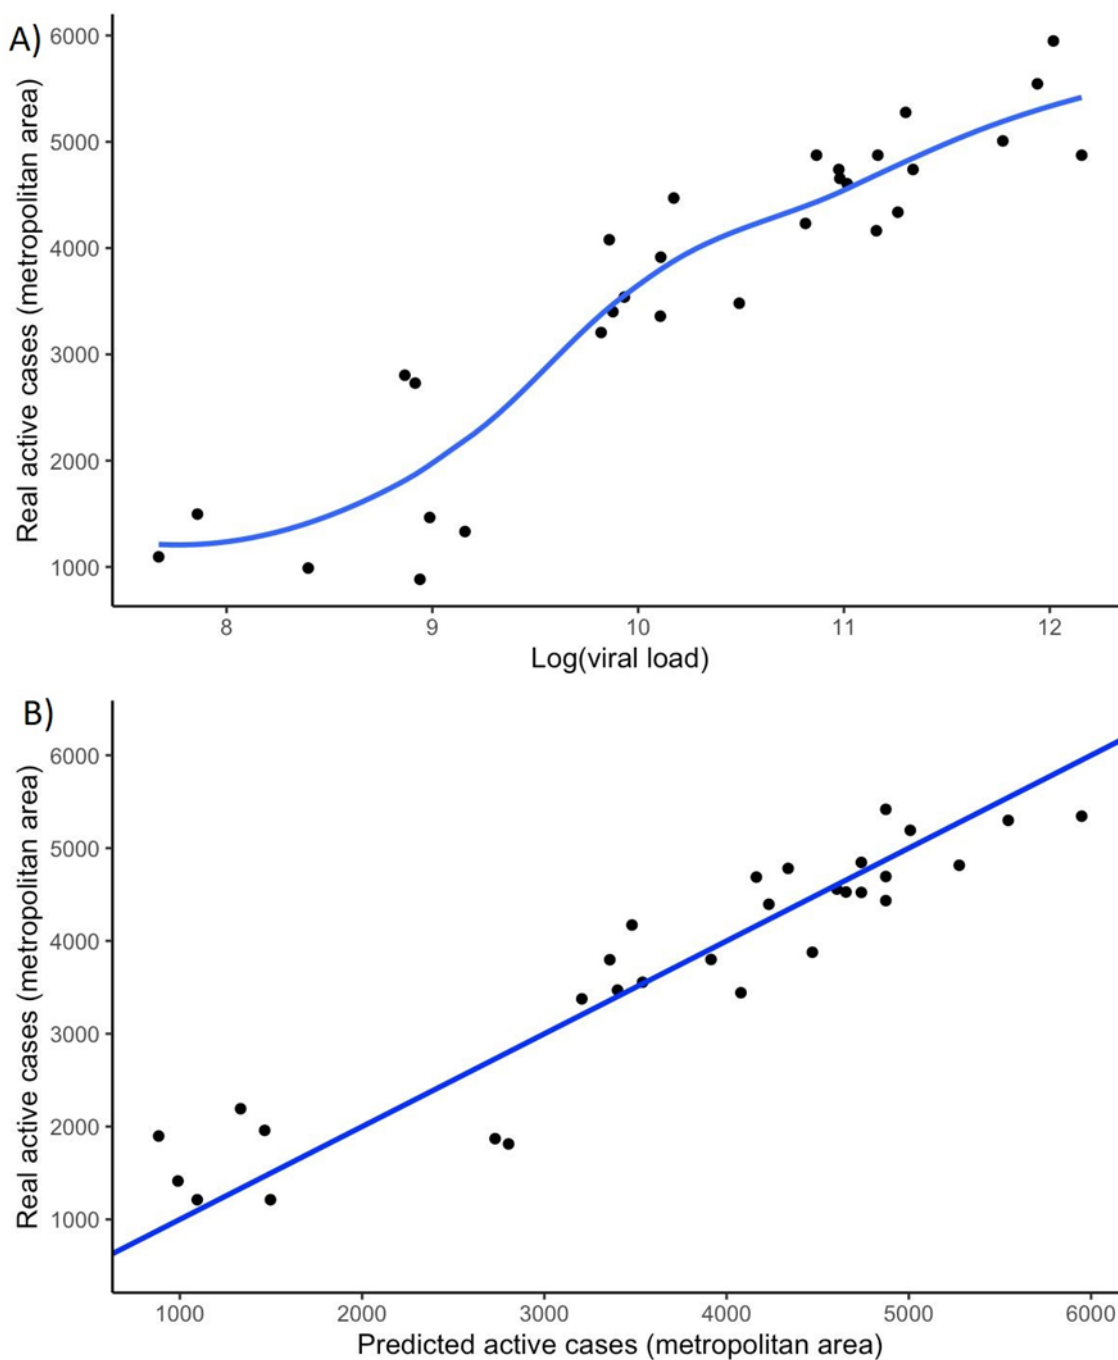 A)
Real active cases (metropolitan area)
6000
5000
4000
3000
2000
1000
8 9 10 11 12
Log(viral load)
B)
Real active cases (metropolitan area)
6000
5000
4000
3000
2000
1000
1000 2000 3000 4000 5000 6000
Predicted active cases (metropolitan area)